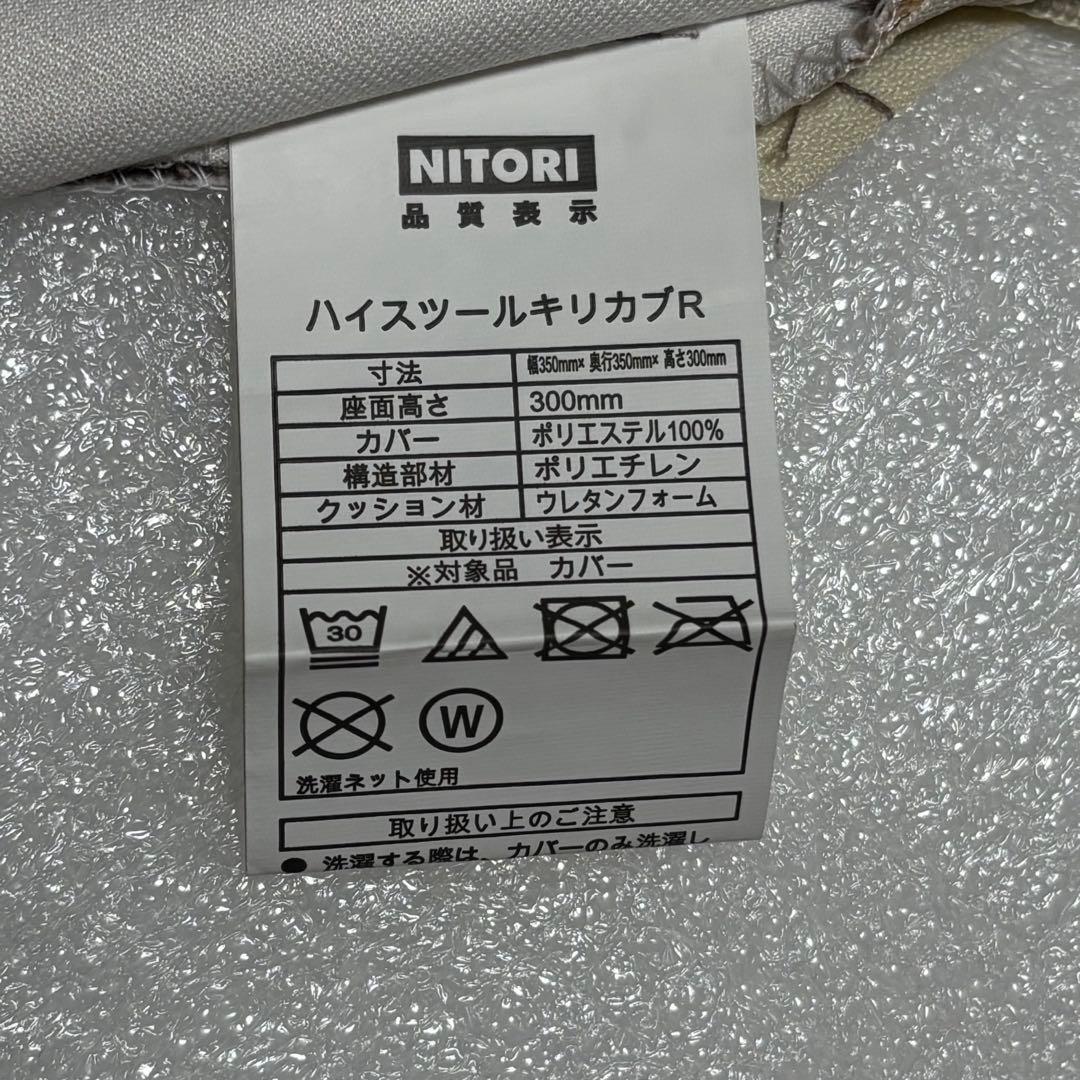 NITORI
品質表示
ハイスツールキリカブR
寸法 幅350mm× 奥行350mm× 高さ300mm
座面高さ 300mm
カバー ポリエステル100%
構造部材 ポリエチレン
クッション材 ウレタンフォーム
取り扱い表示
※対象品 カバー
30
W
洗濯ネット使用
取り扱い上のご注意
● 洗濯する際は、カバーのみ洗濯し